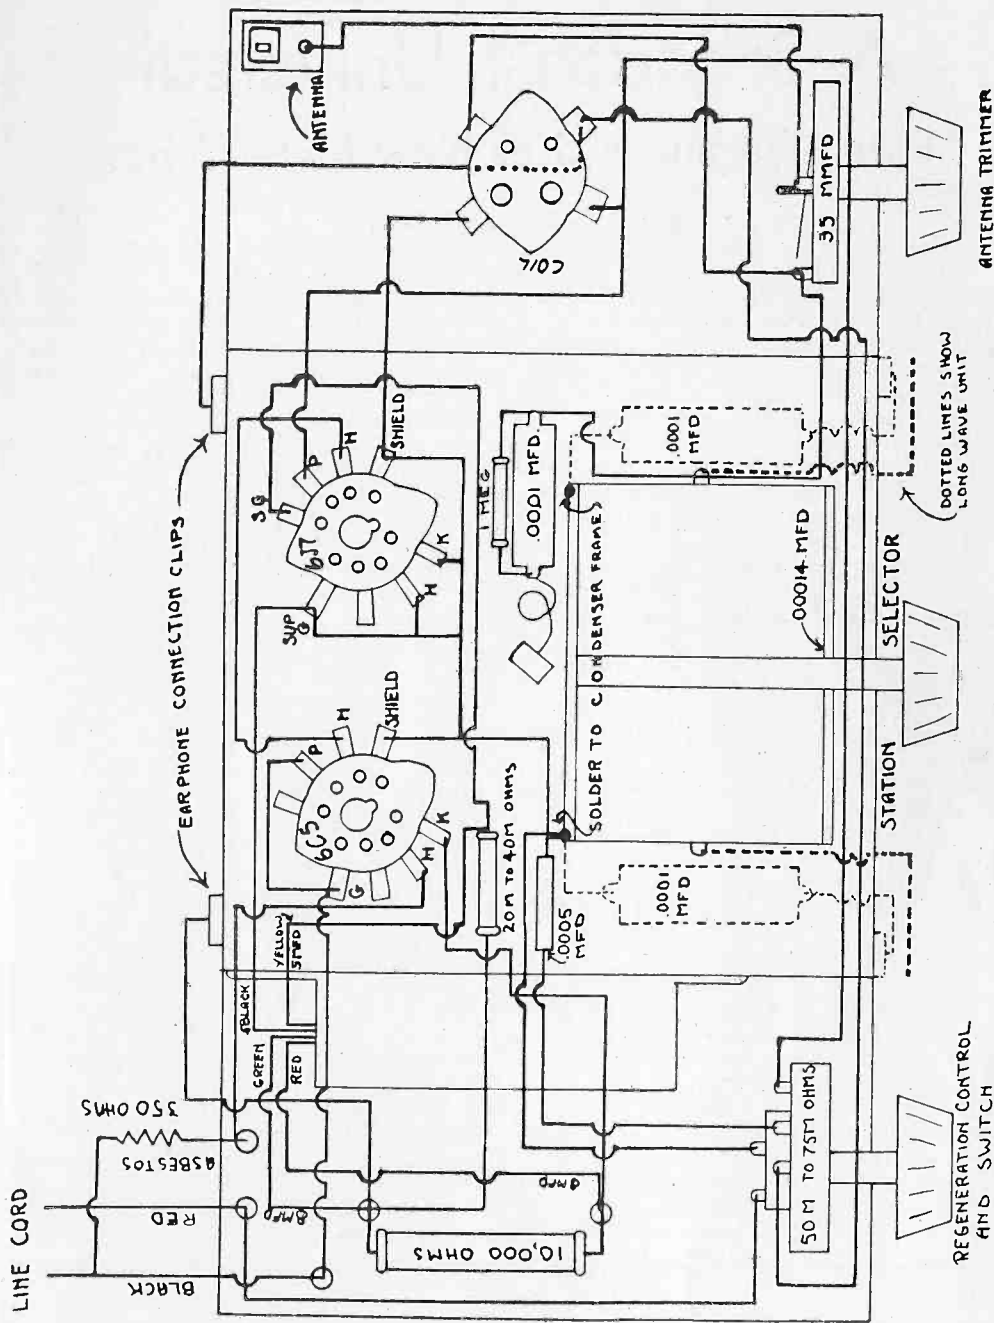 LINE CORD
BLACK
RED
ASBESTOS
350 OHMS
EARPHONE CONNECTION CLIPS
ANTENNA
GREEN
BLACK
RED
YELLOW
5MFD
8MFD
8MFD
10,000 OHMS
6C5
G
P
H
SHIELD
K
H
6J7
SUP
G
SG
P
H
SHIELD
K
H
COIL
20M TO 40M OHMS
.0005
MFD
1 MEG
.0001 MFD.
SOLDER TO CONDENSER FRAME
.0001
MFD
.0001
MFD
.00014 MFD
35 MMFD
50 M TO 75M OHMS
DOTTED LINES SHOW
LONG WAVE UNIT
REGENERATION CONTROL
AND SWITCH
STATION SELECTOR
ANTENNA TRIMMER